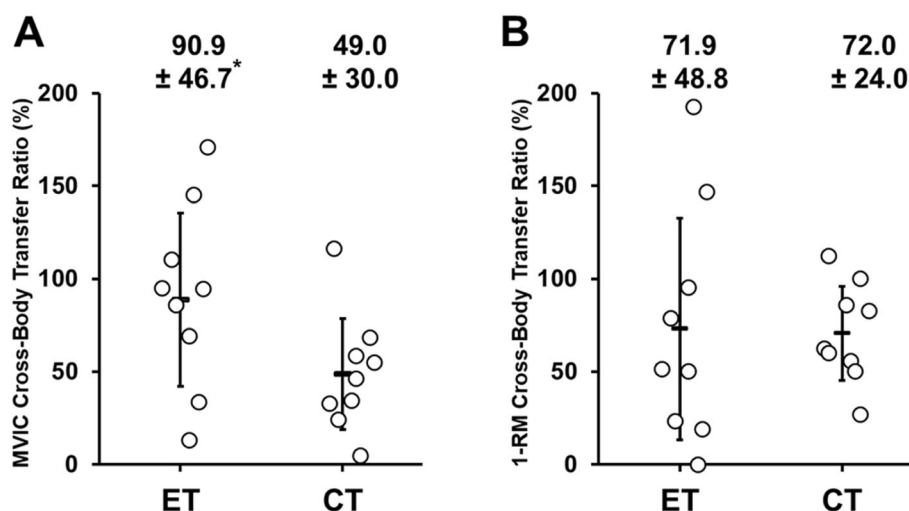 A
90.9
± 46.7*
49.0
± 30.0
MVIC Cross-Body Transfer Ratio (%)
200
150
100
50
0
ET
CT
B
71.9
± 48.8
72.0
± 24.0
1-RM Cross-Body Transfer Ratio (%)
200
150
100
50
0
ET
CT